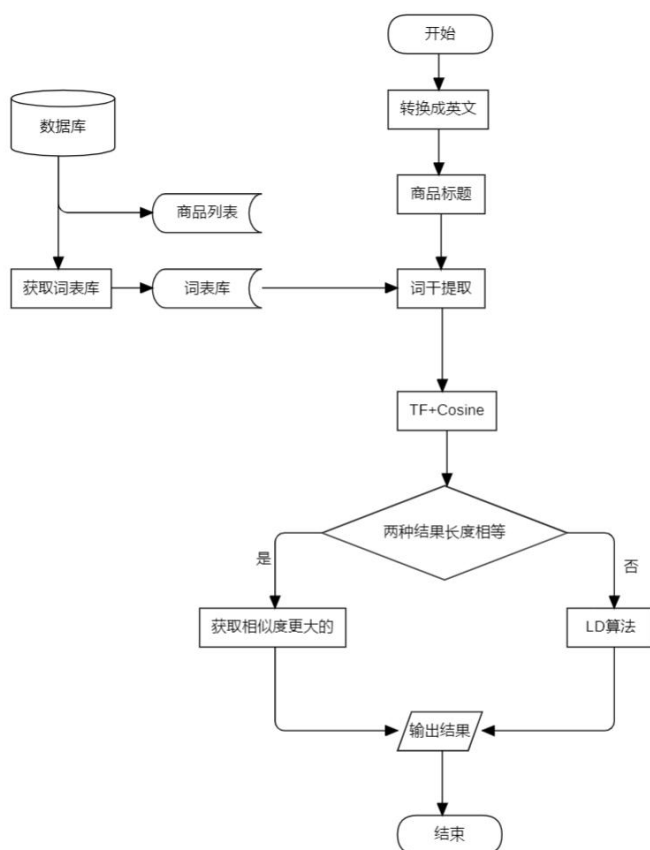 开始
转换成英文
数据库
商品标题
商品列表
获取词表库
词表库
词干提取
TF+Cosine
两种结果长度相等
是
否
获取相似度更大的
LD算法
输出结果
结束